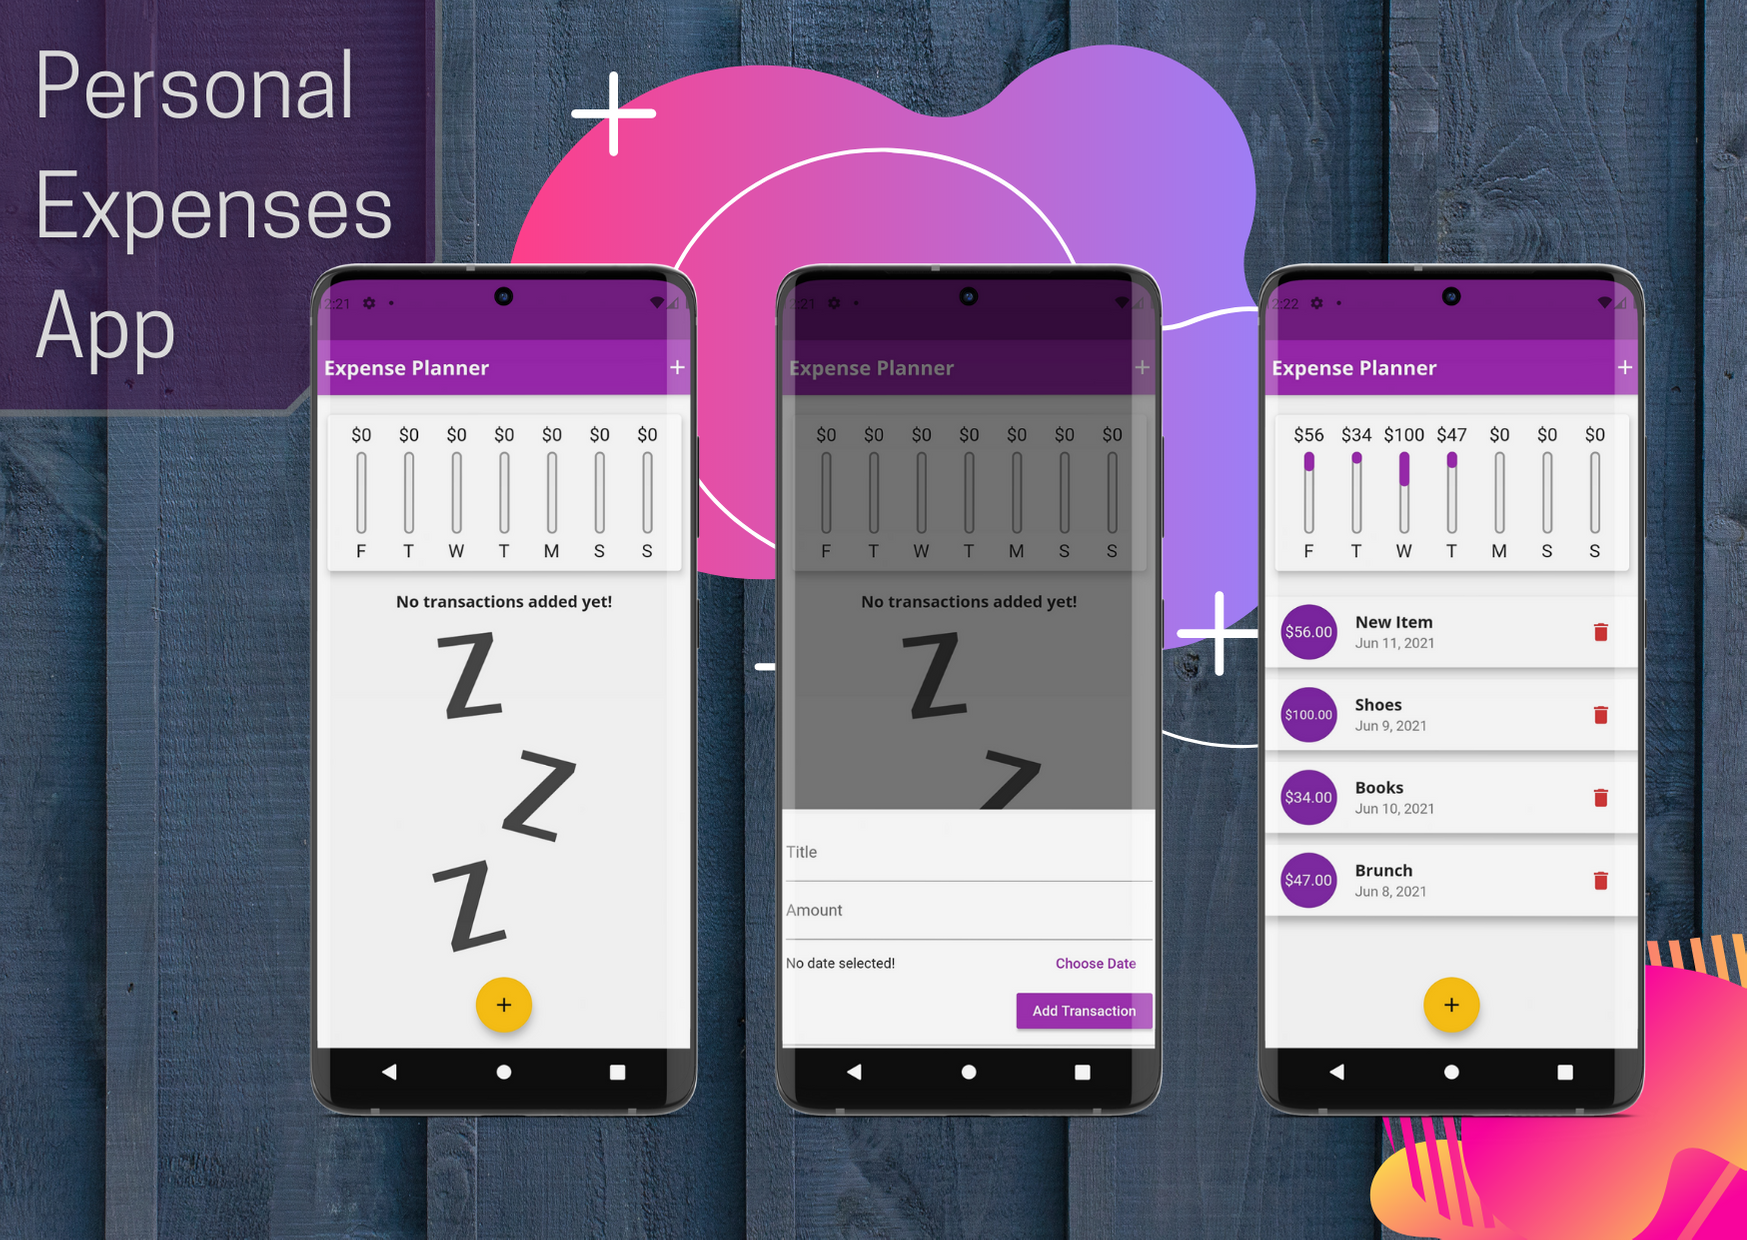 Personal
Expenses
App
2:21
Expense Planner +
$0 $0 $0 $0 $0 $0 $0
F T W T M S S
No transactions added yet!
Z
Z
Z
+
2:21
Expense Planner +
$0 $0 $0 $0 $0 $0 $0
F T W T M S S
No transactions added yet!
Z
Z
Title
Amount
No date selected! Choose Date
Add Transaction
2:22
Expense Planner +
$56 $34 $100 $47 $0 $0 $0
F T W T M S S
$56.00 New Item
Jun 11, 2021
$100.00 Shoes
Jun 9, 2021
$34.00 Books
Jun 10, 2021
$47.00 Brunch
Jun 8, 2021
+